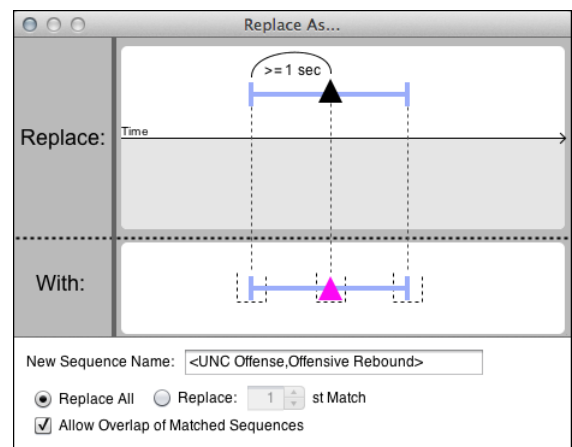 Replace As...
>=1 sec
Replace:
Time
With:
New Sequence Name: <UNC Offense,Offensive Rebound>
Replace All Replace: 1 st Match
Allow Overlap of Matched Sequences